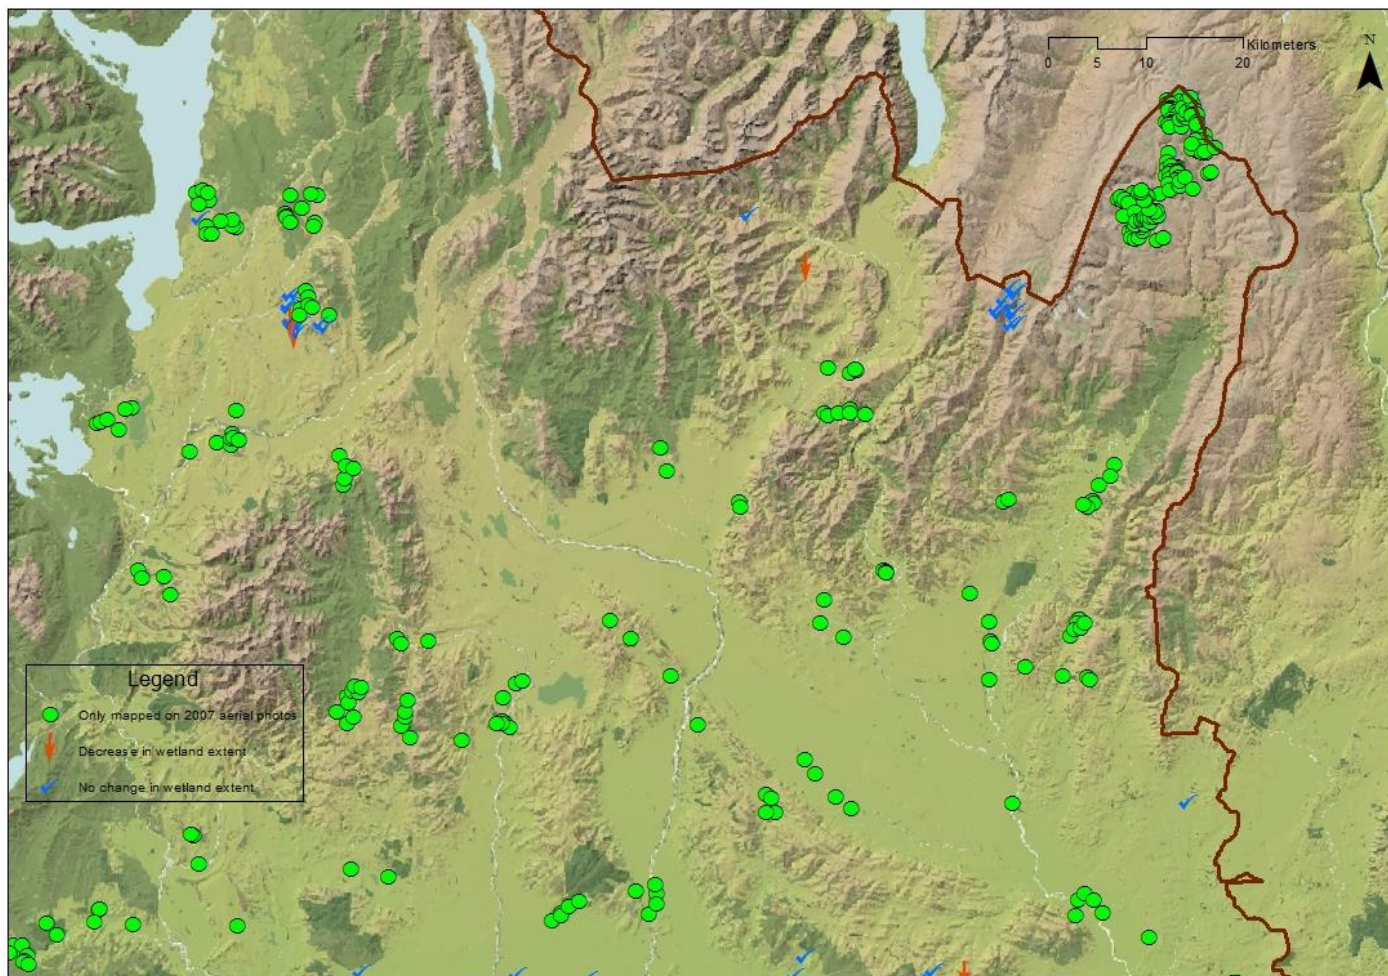 Kilometers
0 5 10 20
N
Legend
Only mapped on 2007 aerial photos
Decrease in wetland extent
No change in wetland extent